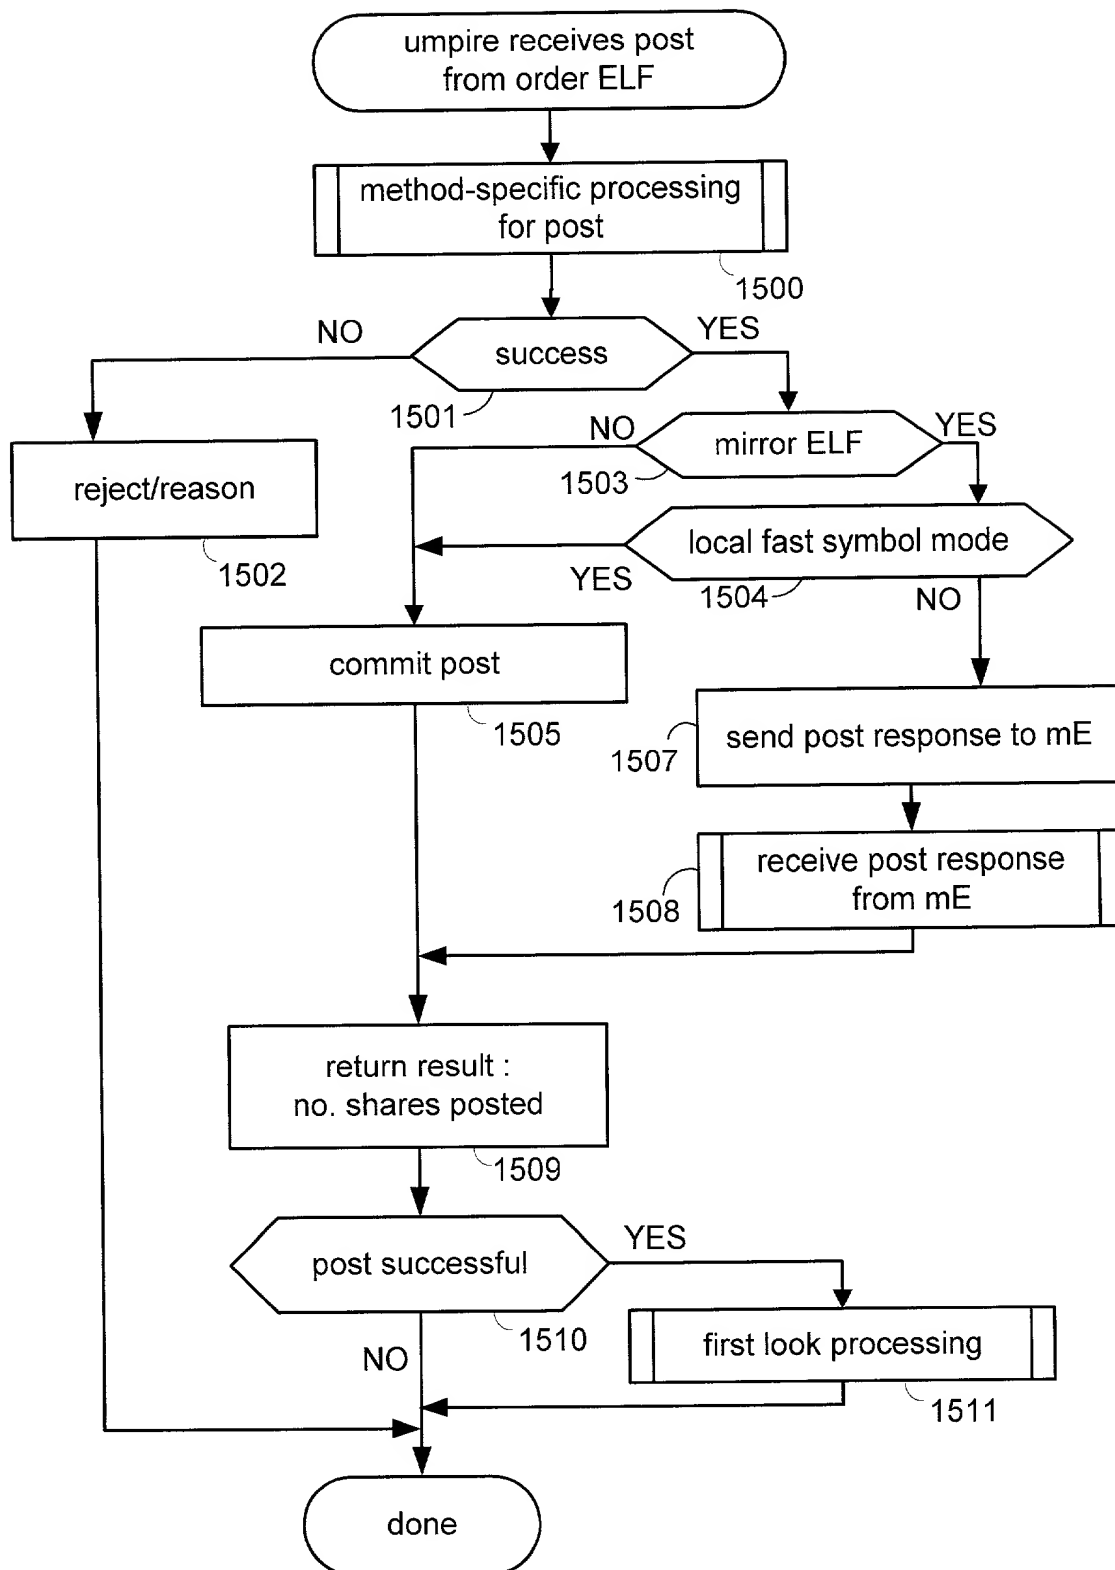 umpire receives post
from order ELF
method-specific processing
for post
1500
NO
YES
success
1501
NO
YES
mirror ELF
1503
reject/reason
1502
local fast symbol mode
YES
1504
NO
commit post
1505
send post response to mE
1507
receive post response
from mE
1508
return result :
no. shares posted
1509
post successful
YES
1510
NO
first look processing
1511
done